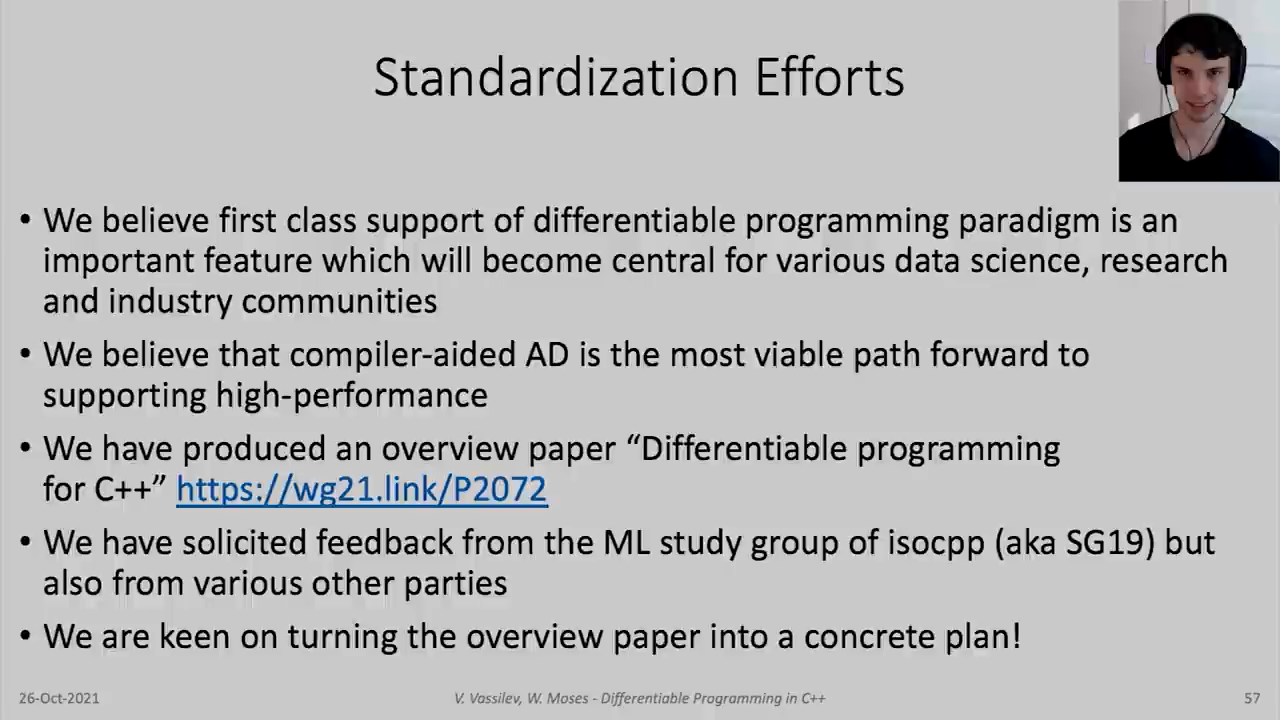 Standardization Efforts
• We believe first class support of differentiable programming paradigm is an
important feature which will become central for various data science, research
and industry communities
• We believe that compiler-aided AD is the most viable path forward to
supporting high-performance
• We have produced an overview paper “Differentiable programming
for C++” https://wg21.link/P2072
• We have solicited feedback from the ML study group of isocpp (aka SG19) but
also from various other parties
• We are keen on turning the overview paper into a concrete plan!
26-Oct-2021
V. Vassilev, W. Moses - Differentiable Programming in C++
57